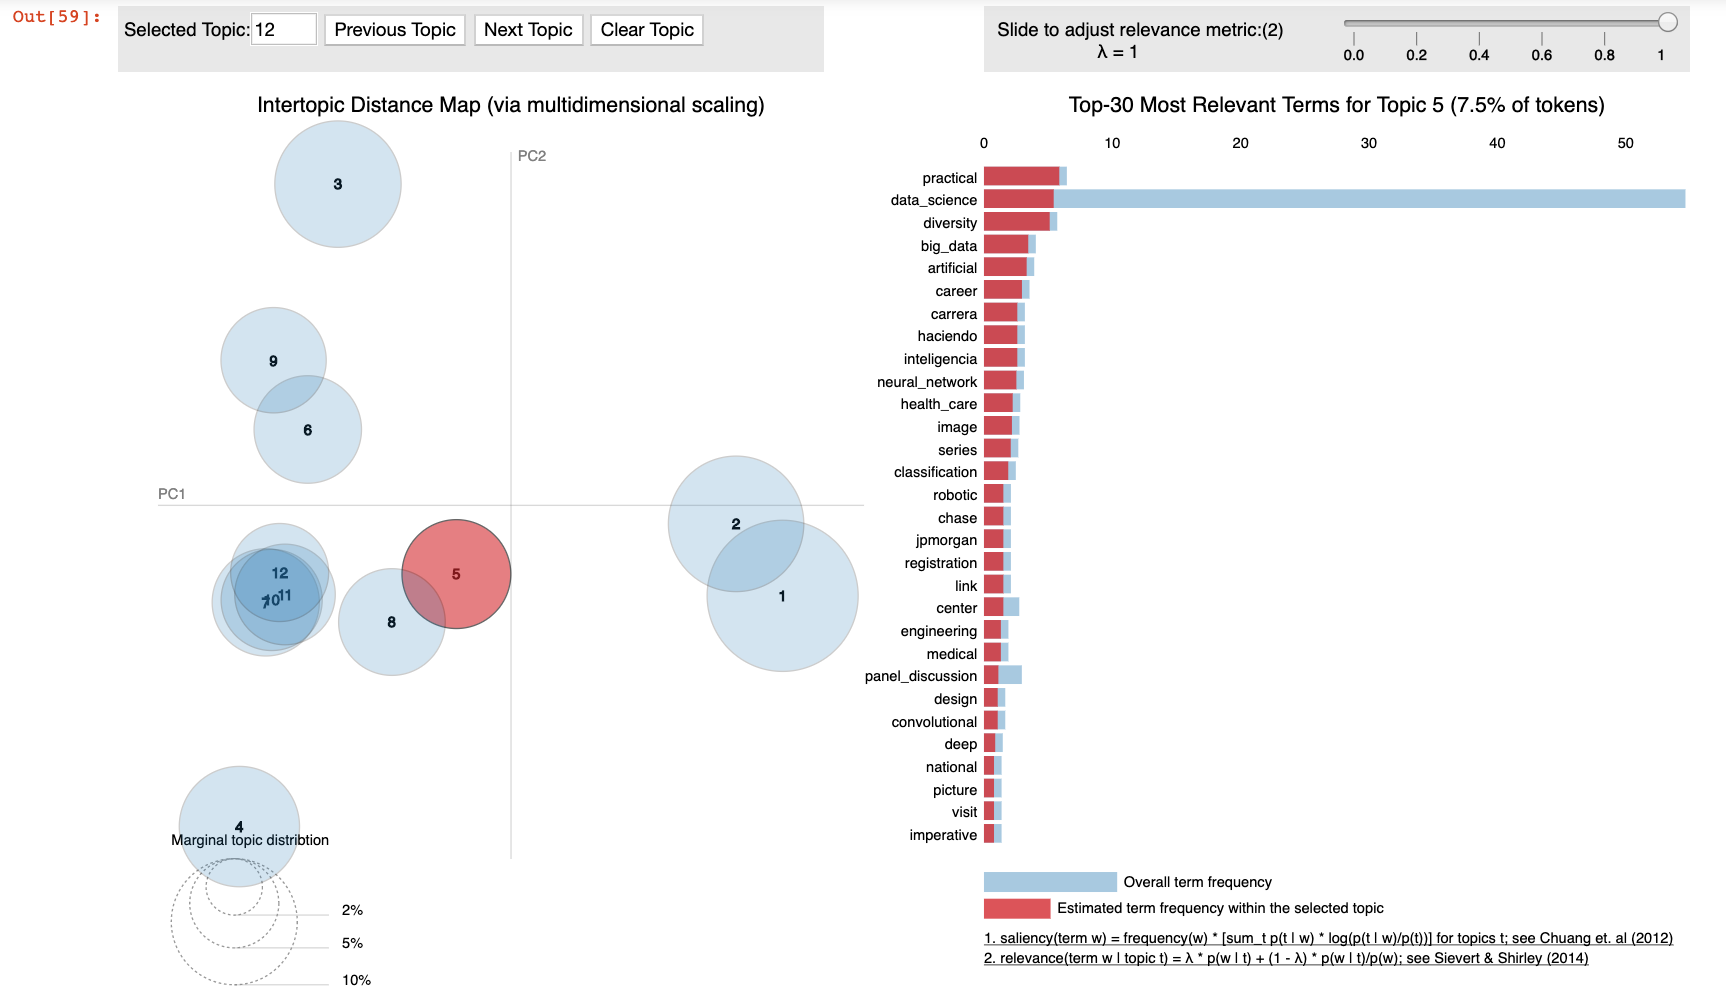 Out[59]:
Selected Topic: 12 Previous Topic Next Topic Clear Topic
Slide to adjust relevance metric:(2)
λ = 1
0.0 0.2 0.4 0.6 0.8 1
Intertopic Distance Map (via multidimensional scaling)
PC2
PC1
3
9
6
2
1
5
8
12
11
10
7
4
Marginal topic distribtion
2%
5%
10%
Top-30 Most Relevant Terms for Topic 5 (7.5% of tokens)
0 10 20 30 40 50
practical
data_science
diversity
big_data
artificial
career
carrera
haciendo
inteligencia
neural_network
health_care
image
series
classification
robotic
chase
jpmorgan
registration
link
center
engineering
medical
panel_discussion
design
convolutional
deep
national
picture
visit
imperative
Overall term frequency
Estimated term frequency within the selected topic
1. saliency(term w) = frequency(w) * [sum_t p(t | w) * log(p(t | w)/p(t))] for topics t; see Chuang et. al (2012)
2. relevance(term w | topic t) = λ * p(w | t) + (1 - λ) * p(w | t)/p(w); see Sievert & Shirley (2014)